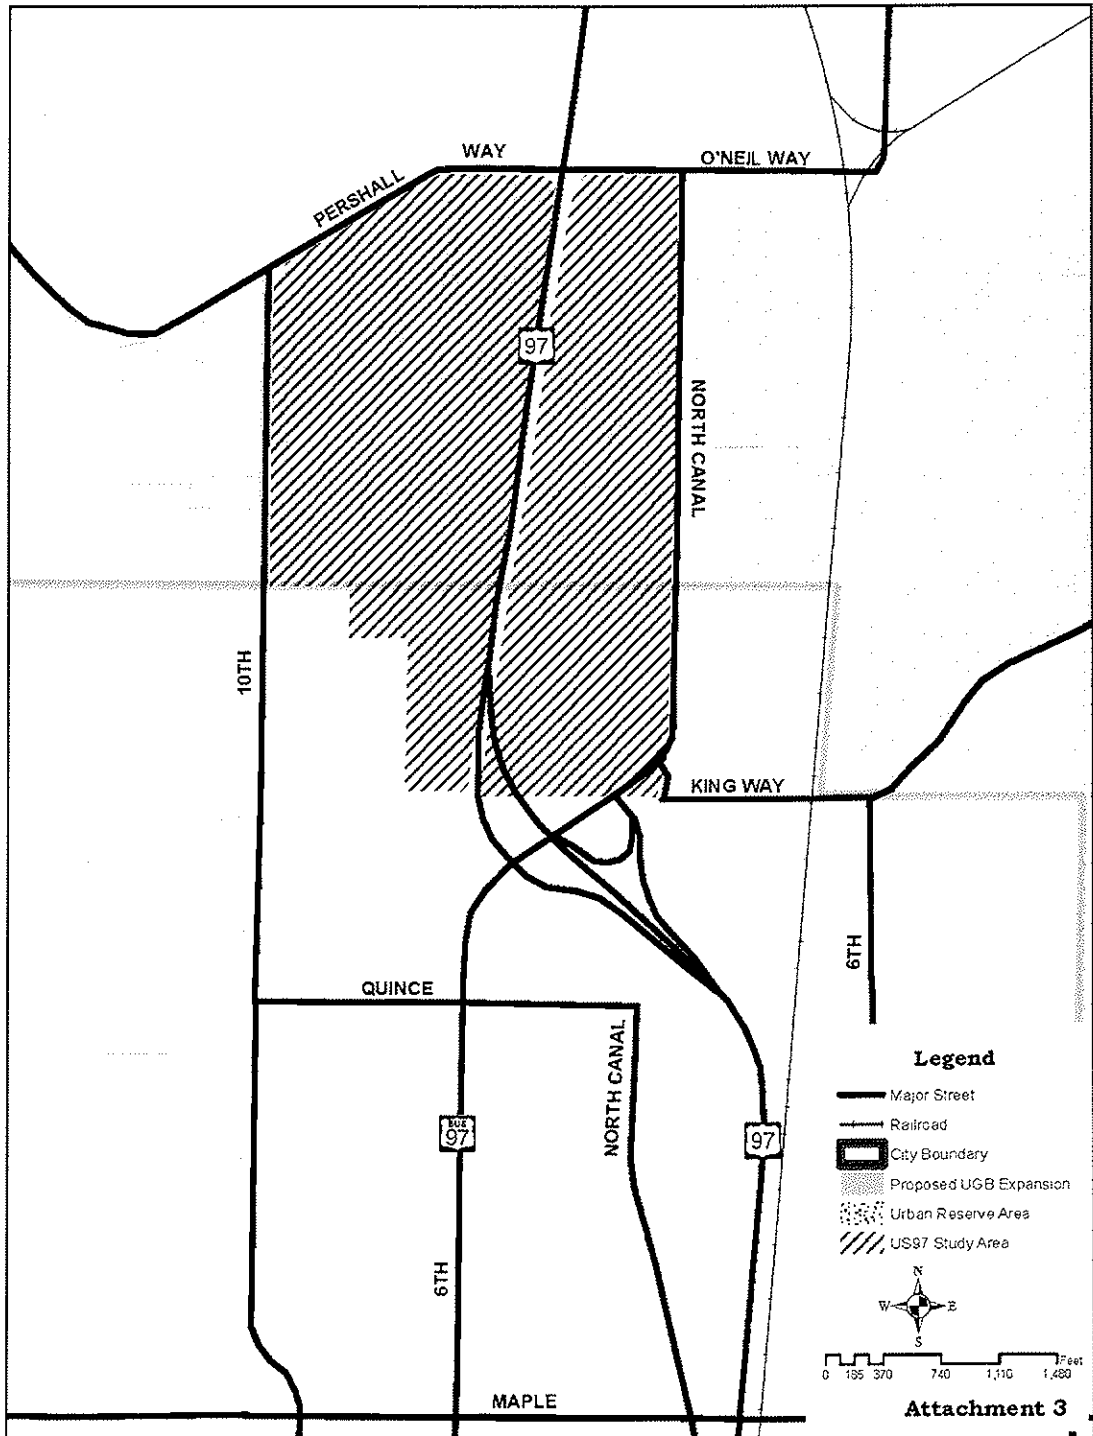 WAY
O'NEIL WAY
PERSHALL
97
NORTH CANAL
10TH
KING WAY
6TH
QUINCE
NORTH CANAL
BUS
97
97
6TH
MAPLE
Legend
Major Street
Railroad
City Boundary
Proposed UGB Expansion
Urban Reserve Area
US97 Study Area
N
W E
S
Feet
0 185 370 740 1,110 1,480
Attachment 3